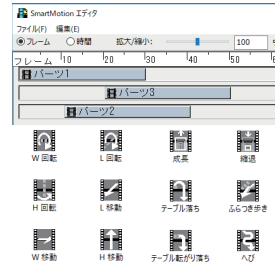 SmartMotion エディタ
ファイル(F) 編集(E)
フレーム 時間 拡大/縮小: 100
フレーム 10 20 30 40 50
パーツ1
パーツ3
パーツ2
W 回転 L 回転 成長 縮退
H 回転 L 移動 テーブル落ち ふらつき歩き
W 移動 H 移動 テーブル転がり落ち へび